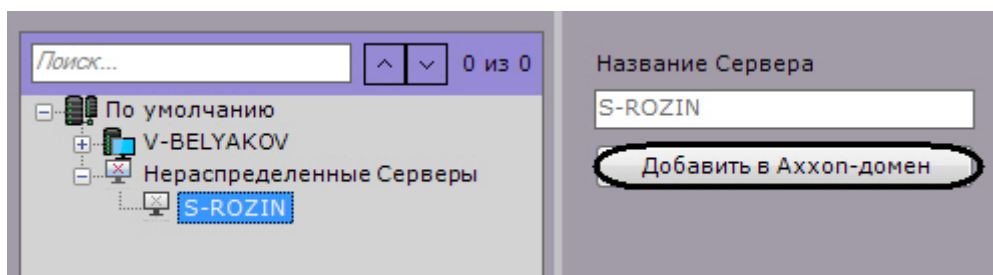 Поиск...
0 из 0
По умолчанию
V-BELYAKOV
Нераспределенные Серверы
S-ROZIN
Название Сервера
S-ROZIN
Добавить в Axxon-домен